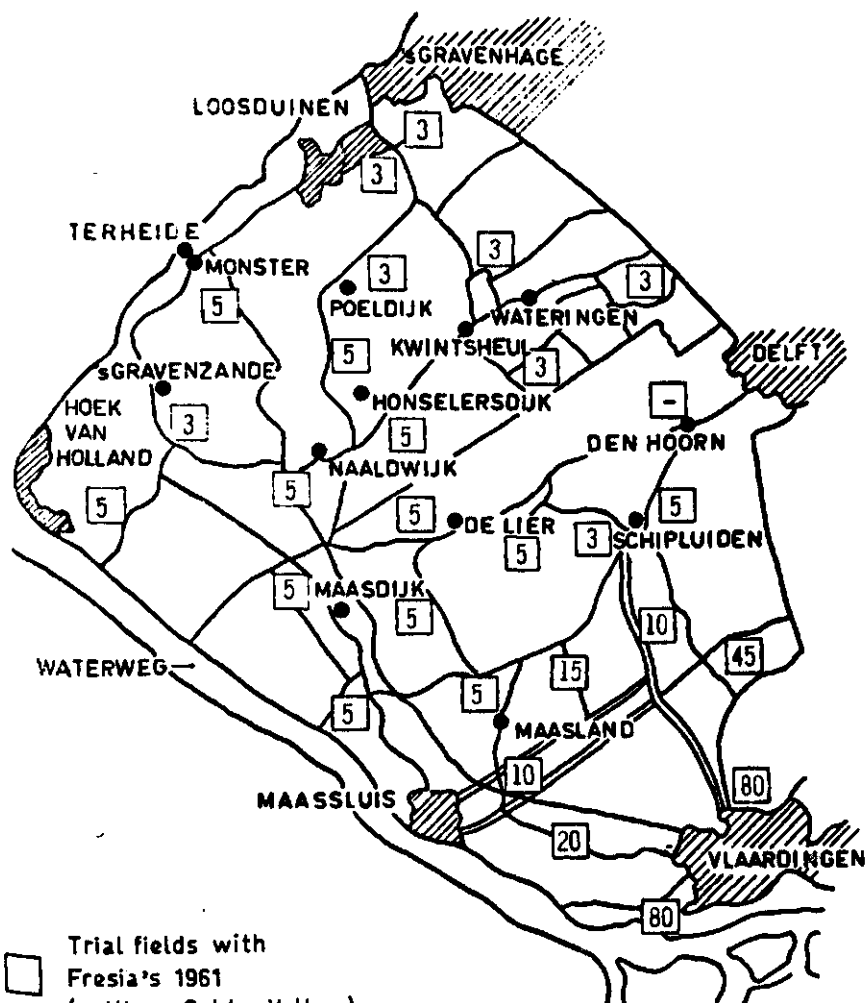 'sGRAVENHAGE
LOOSDUINEN
3
3
TERHEIDE
MONSTER
3
3
3
5
POELDIJK
WATERINGEN
KWINTSHEUL
5
3
DELFT
'sGRAVENZANDE
HONSELERSDIJK
-
HOEK
VAN
HOLLAND
3
5
DEN HOORN
NAALDWIJK
5
5
5
5
DE LIER
5
3
SCHIPLUIDEN
5
MAASDIJK
5
10
WATERWEG→
15
45
5
5
MAASLAND
10
MAASSLUIS
80
20
VLAARDINGEN
80
Trial fields with
Fresia's 1961